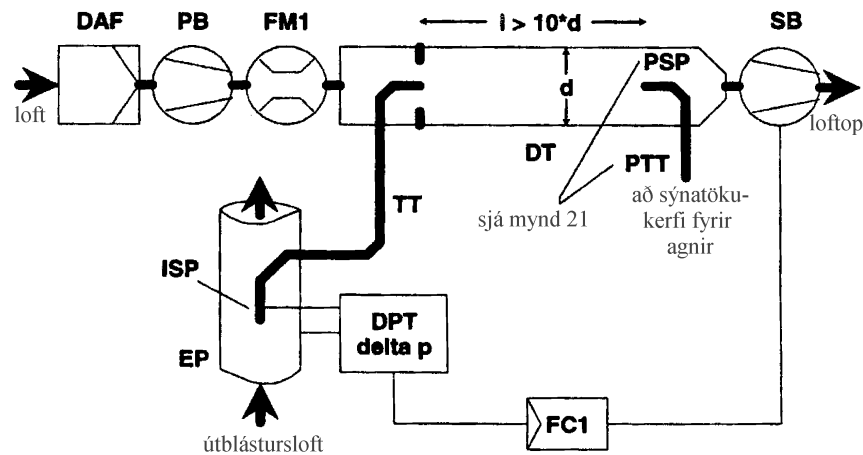 DAF
PB
FM1
l > 10*d
SB
loft
d
PSP
loftop
DT
PTT
TT
sjá mynd 21
að sýnatöku-
kerfi fyrir
agnir
ISP
DPT
delta p
EP
FC1
útblástursloft